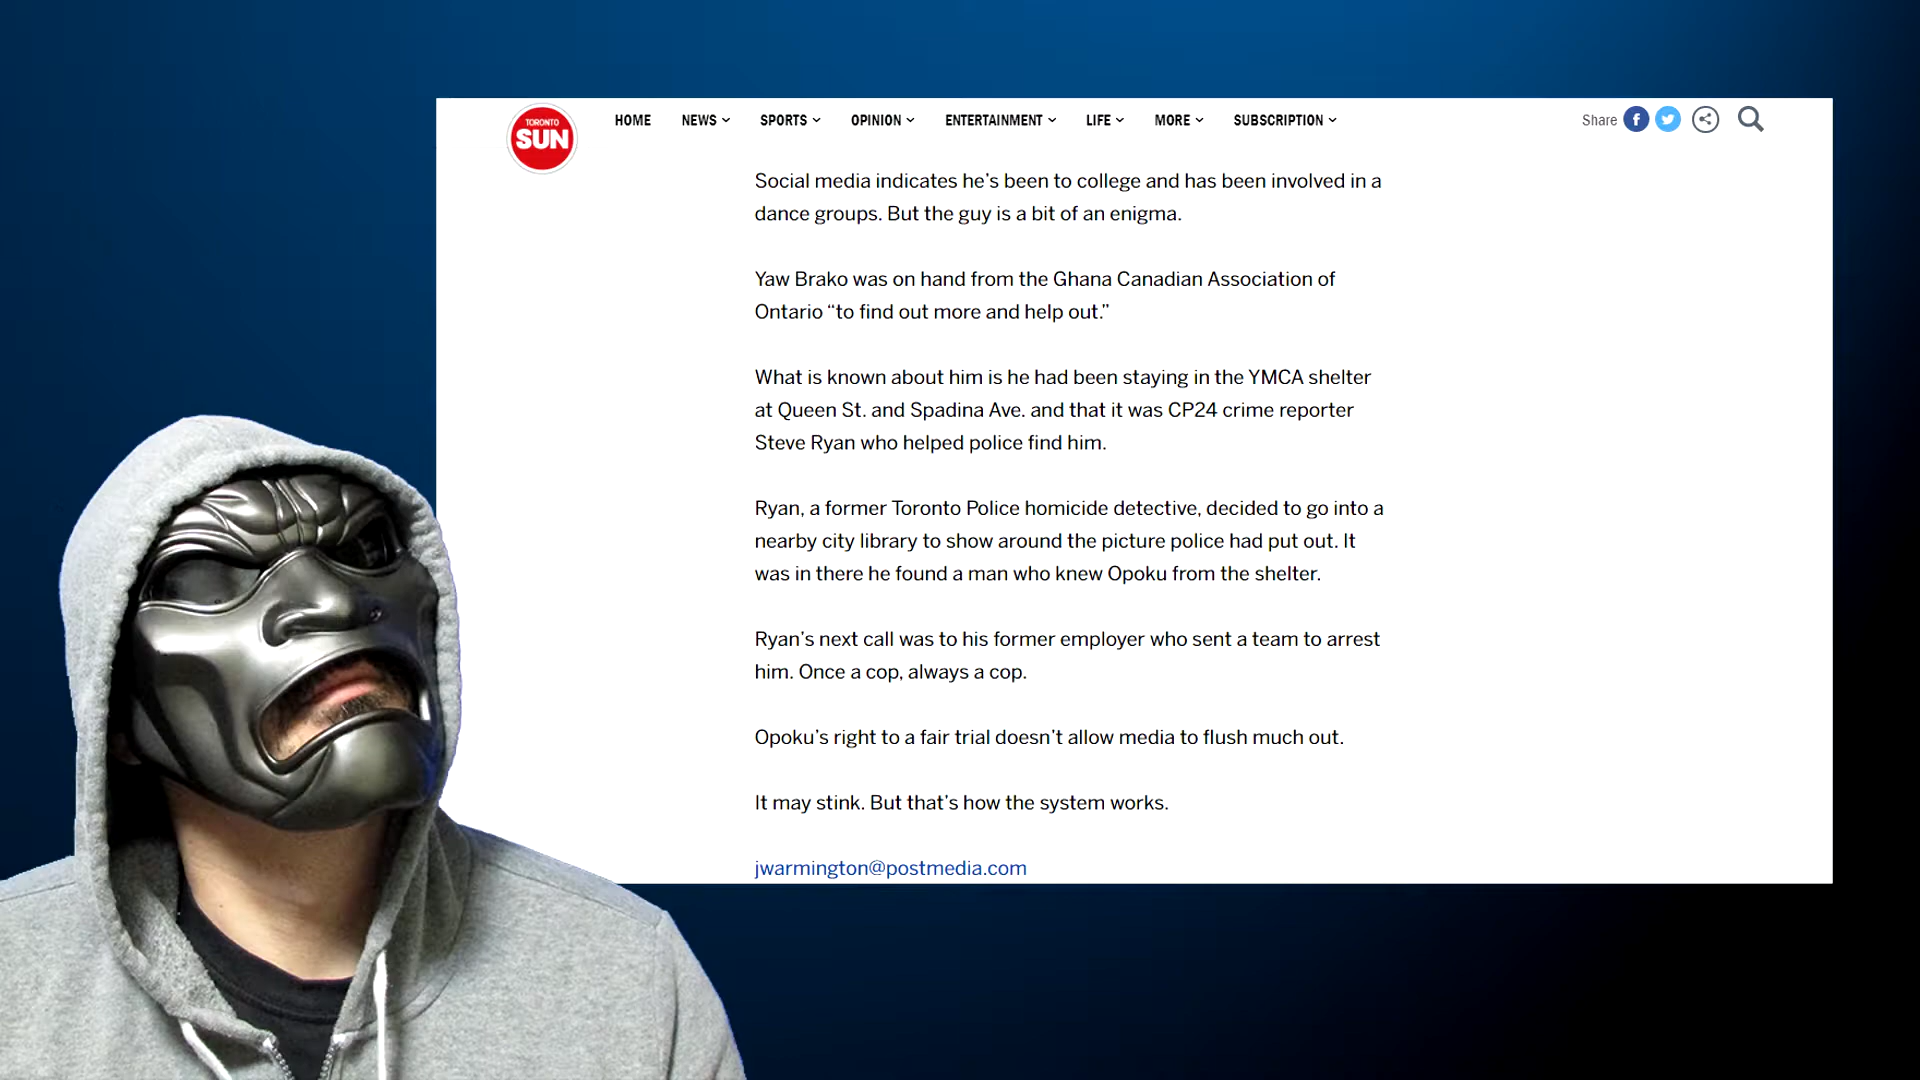 TORONTO
SUN
HOME NEWS SPORTS OPINION ENTERTAINMENT LIFE MORE SUBSCRIPTION Share
Social media indicates he's been to college and has been involved in a
dance groups. But the guy is a bit of an enigma.
Yaw Brako was on hand from the Ghana Canadian Association of
Ontario “to find out more and help out.”
What is known about him is he had been staying in the YMCA shelter
at Queen St. and Spadina Ave. and that it was CP24 crime reporter
Steve Ryan who helped police find him.
Ryan, a former Toronto Police homicide detective, decided to go into a
nearby city library to show around the picture police had put out. It
was in there he found a man who knew Opoku from the shelter.
Ryan’s next call was to his former employer who sent a team to arrest
him. Once a cop, always a cop.
Opoku’s right to a fair trial doesn’t allow media to flush much out.
It may stink. But that’s how the system works.
jwarmington@postmedia.com